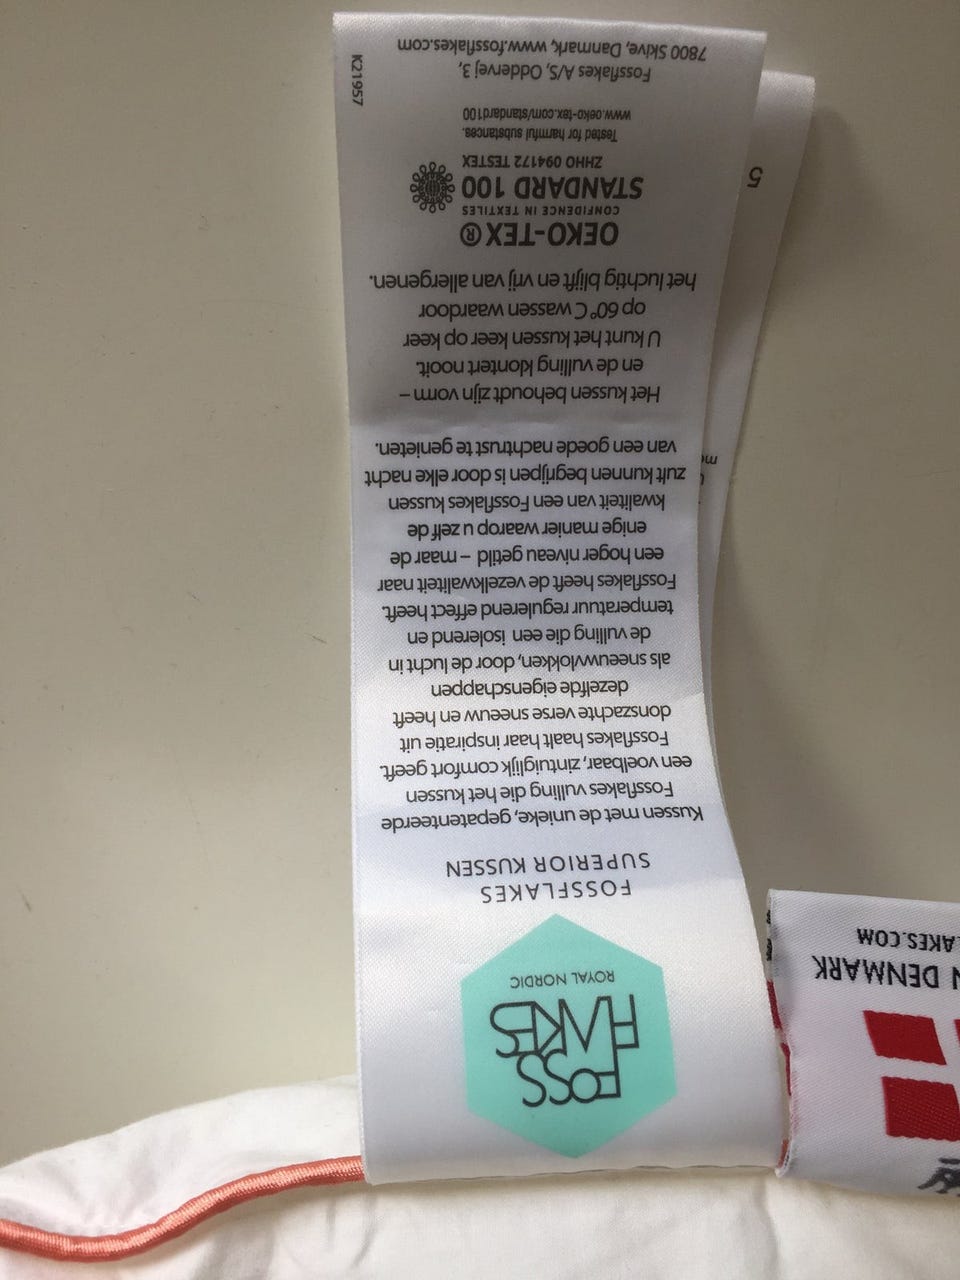 FOSS
FLAKES
ROYAL NORDIC
FOSSFLAKES
SUPERIOR KUSSEN
Kussen met de unieke, gepatenteerde
Fossflakes vulling die het kussen
een voelbaar, zintuiglijk comfort geeft.
Fossflakes haalt haar inspiratie uit
donszachte verse sneeuw en heeft
dezelfde eigenschappen
als sneeuwvlokken, door de lucht in
de vulling die een isolerend en
temperatuur regulerend effect heeft.
Fossflakes heeft de vezelkwaliteit naar
een hoger niveau getild – maar de
enige manier waarop u zelf de
kwaliteit van een Fossflakes kussen
zult kunnen begrijpen is door elke nacht
van een goede nachtrust te genieten.
Het kussen behoudt zijn vorm –
en de vulling klontert nooit.
U kunt het kussen keer op keer
op 60°C wassen waardoor
het luchtig blijft en vrij van allergenen.
OEKO-TEX®
CONFIDENCE IN TEXTILES
STANDARD 100
ZHHO 094172 TESTEX
Tested for harmful substances.
www.oeko-tex.com/standard100
Fossflakes A/S, Oddervej 3,
7800 Skive, Denmark, www.fossflakes.com
K21957
5
N DENMARK
LAKES.COM